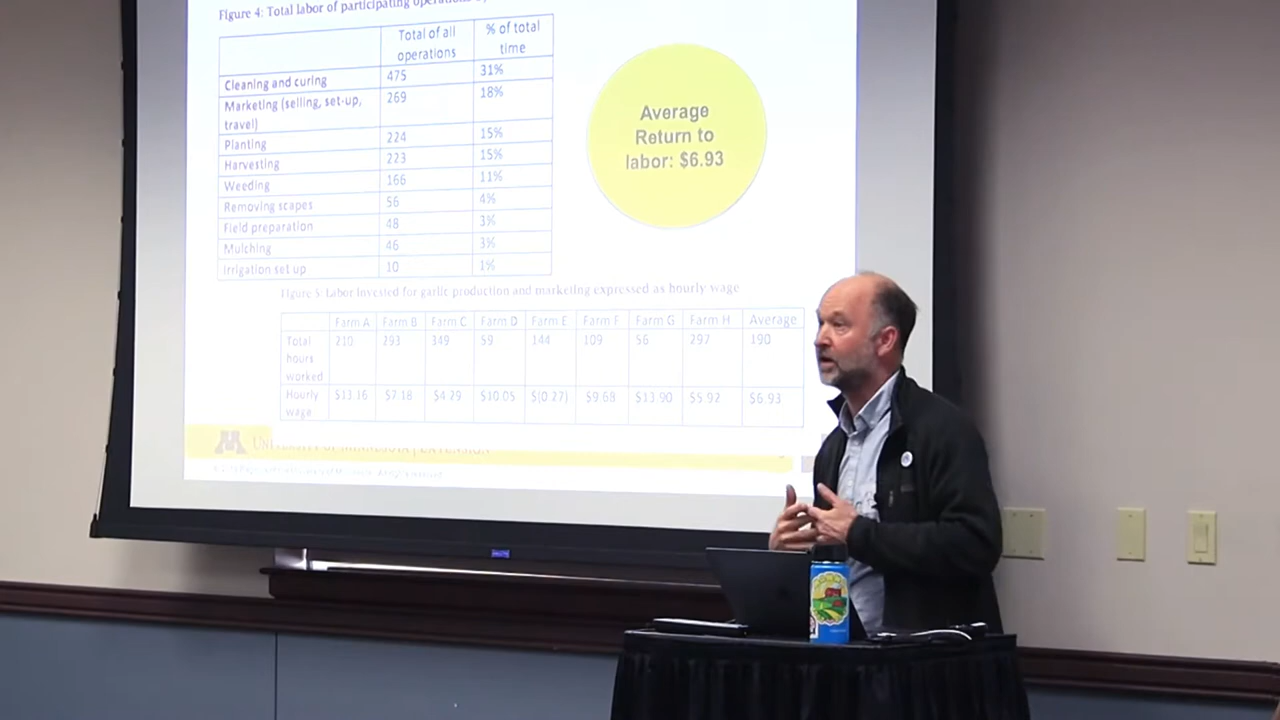 Figure 4: Total labor of participating operations
Total of all operations % of total time
Cleaning and curing 475 31%
Marketing (selling, set-up, travel) 269 18%
Planting 224 15%
Harvesting 223 15%
Weeding 166 11%
Removing scapes 56 4%
Field preparation 48 3%
Mulching 46 3%
Irrigation set up 10 1%
Average
Return to
labor: $6.93
Figure 5: Labor invested for garlic production and marketing expressed as hourly wage
Farm A Farm B Farm C Farm D Farm E Farm F Farm G Farm H Average
Total hours worked 210 293 349 59 144 109 56 297 190
Hourly wage $13.16 $7.18 $4.29 $10.05 $(0.27) $9.68 $13.90 $5.92 $6.93
UNIVERSITY OF MINNESOTA | EXTENSION